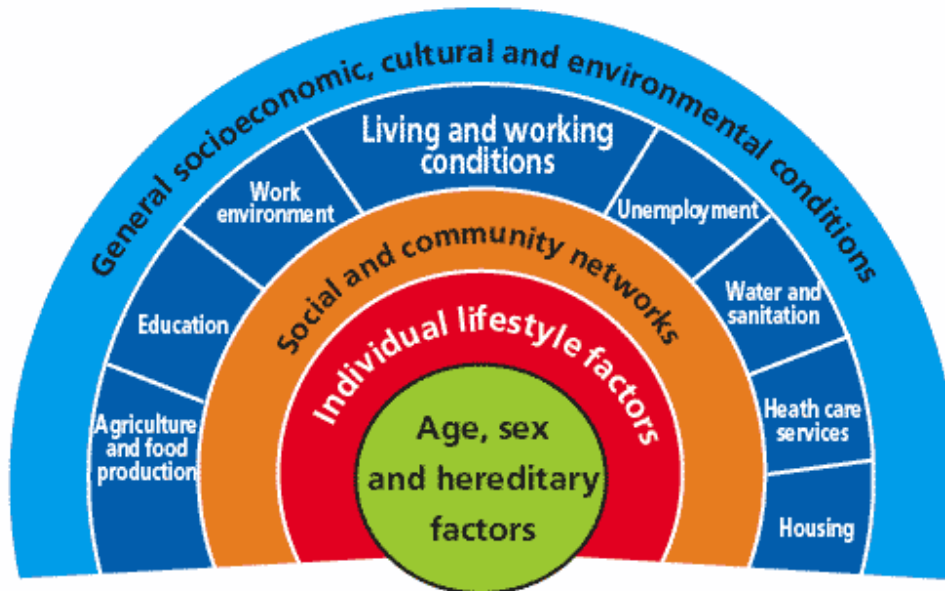 General socioeconomic, cultural and environmental conditions
Living and working
conditions
Work
environment
Unemployment
Education
Water and
sanitation
Agriculture
and food
production
Heath care
services
Housing
Social and community networks
Individual lifestyle factors
Age, sex
and hereditary
factors